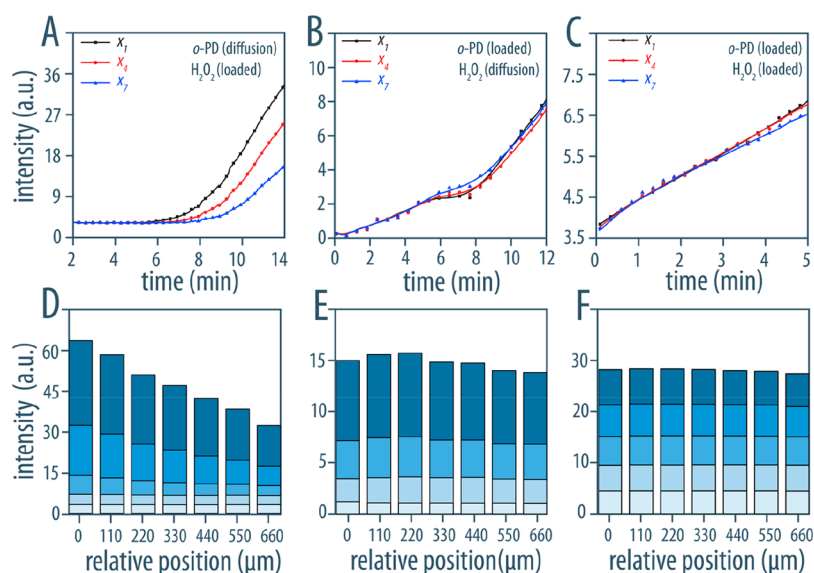 A
X₁
X₄
X₇
o-PD (diffusion)
H₂O₂ (loaded)
intensity (a.u.)
36
27
18
9
0
2 4 6 8 10 12 14
time (min)
B
X₁
X₄
X₇
o-PD (loaded)
H₂O₂ (diffusion)
12
10
8
6
4
2
0
0 2 4 6 8 10 12
time (min)
C
X₁
X₄
X₇
o-PD (loaded)
H₂O₂ (loaded)
7.5
6.5
5.5
4.5
3.5
0 1 2 3 4 5
time (min)
D
intensity (a.u.)
60
45
30
15
0
0 110 220 330 440 550 660
relative position (μm)
E
15
10
5
0
0 110 220 330 440 550 660
relative position(μm)
F
30
20
10
0
0 110 220 330 440 550 660
relative position (μm)